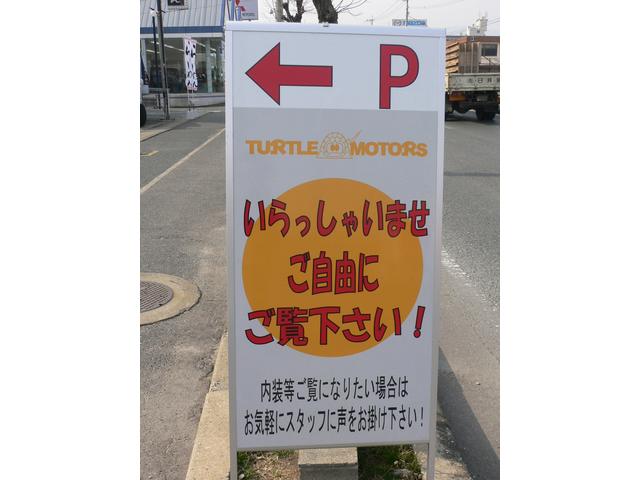 P
TURTLE MOTORS
いらっしゃいませ
ご自由に
ご覧下さい!
内装等ご覧になりたい場合は
お気軽にスタッフに声をお掛け下さい!